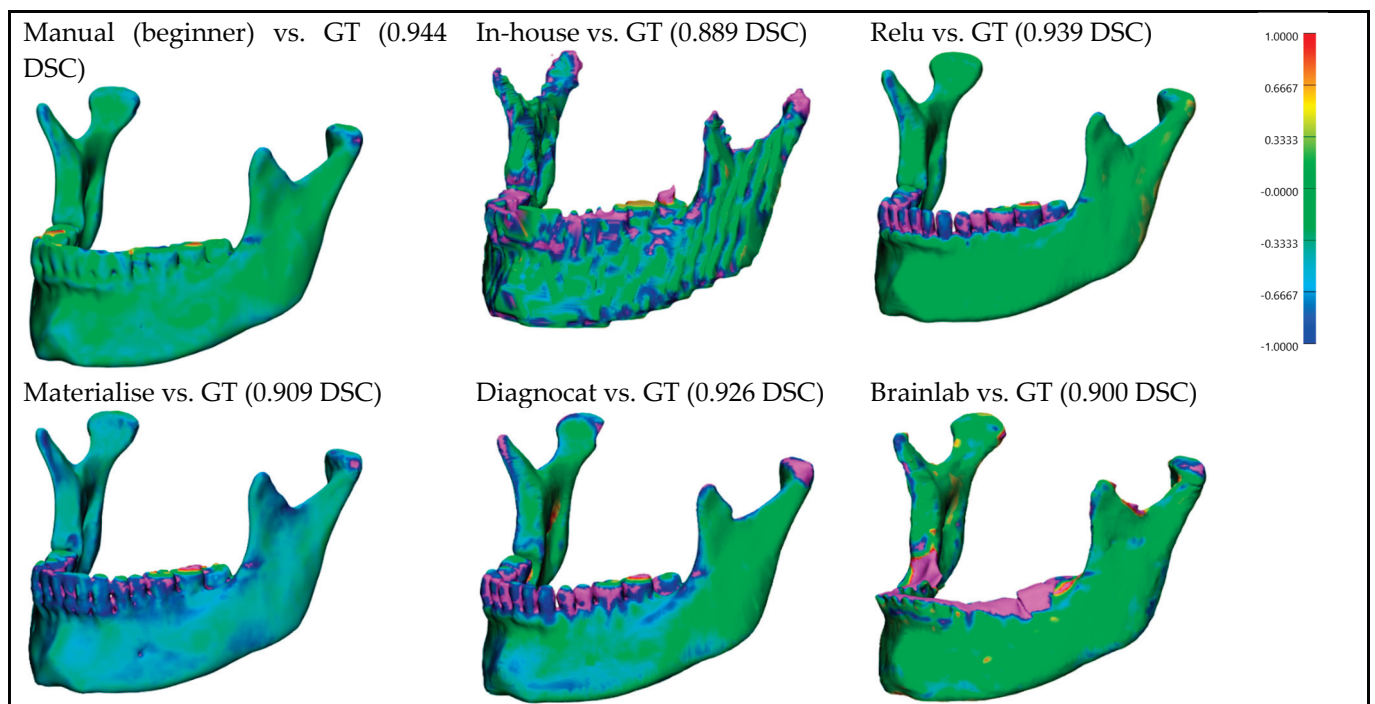 Manual (beginner) vs. GT (0.944
DSC)
In-house vs. GT (0.889 DSC)
Relu vs. GT (0.939 DSC)
1.0000
0.6667
0.3333
-0.0000
-0.3333
-0.6667
-1.0000
Materialise vs. GT (0.909 DSC)
Diagnocat vs. GT (0.926 DSC)
Brainlab vs. GT (0.900 DSC)